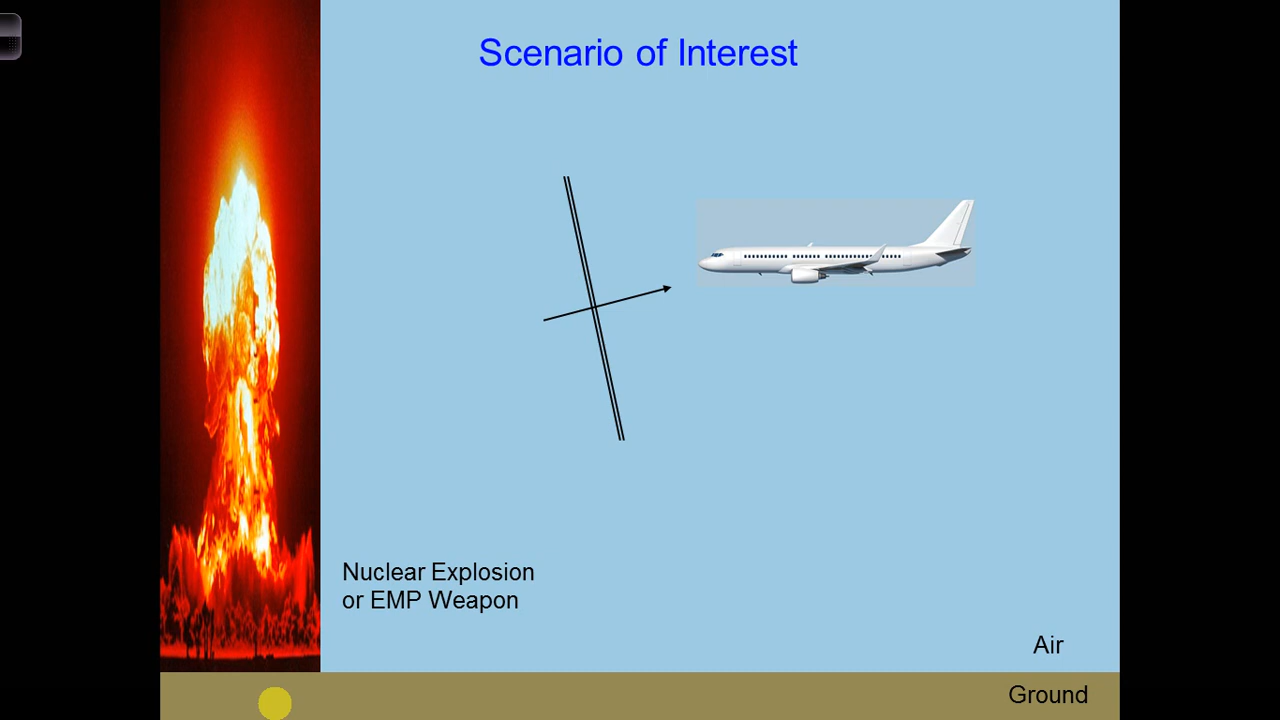 Scenario of Interest
Nuclear Explosion
or EMP Weapon
Air
Ground